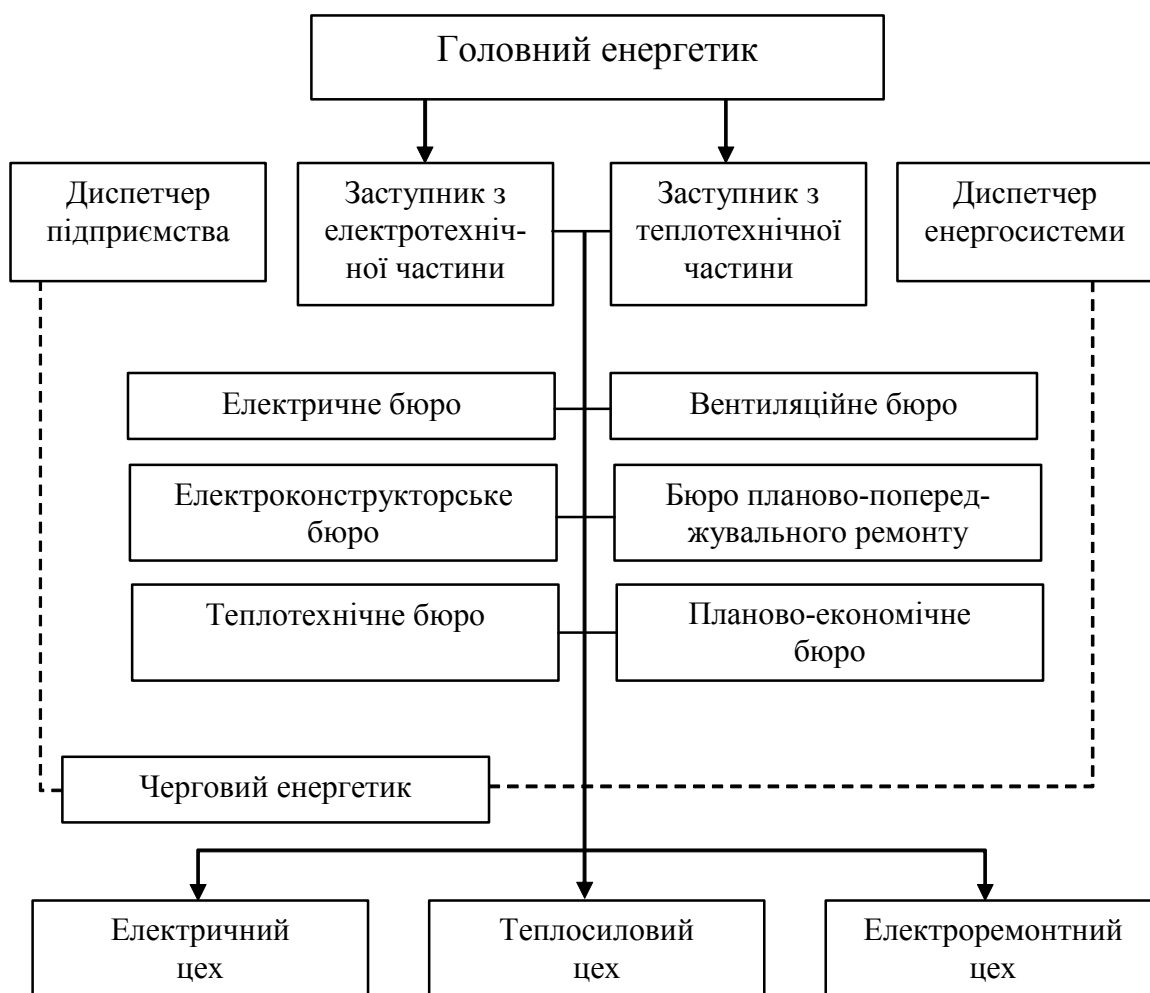 Головний енергетик
Диспетчер
підприємства
Заступник з
електротехніч-
ної частини
Заступник з
теплотехнічної
частини
Диспетчер
енергосистеми
Електричне бюро
Вентиляційне бюро
Електроконструкторське
бюро
Бюро планово-поперед-
жувального ремонту
Теплотехнічне бюро
Планово-економічне
бюро
Черговий енергетик
Електричний
цех
Теплосиловий
цех
Електроремонтний
цех